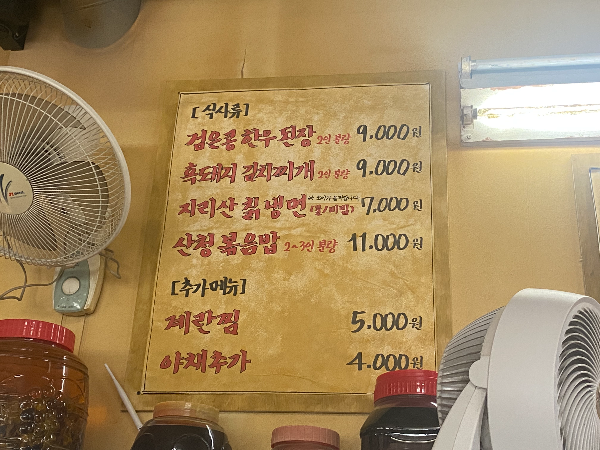 [식사류]
검은콩 한우 된장 2인 분량 9.000원
흑돼지 김치찌개 2인 분량 9.000원
지리산 칡냉면 (물/비빔) 7.000원
산청 볶음밥 2~3인 분량 11.000원
[추가메뉴]
계란찜 5.000원
야채추가 4.000원